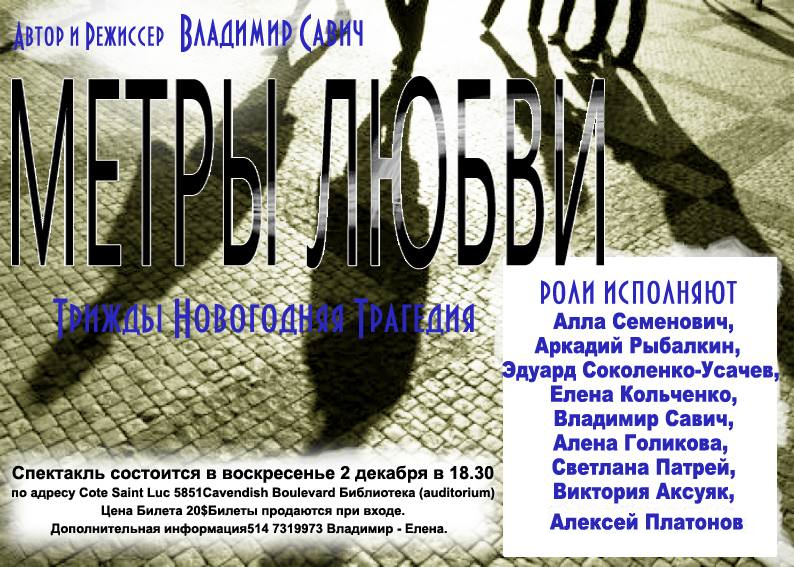 Автор и Режиссер Владимир Савич
МЕТРЫ ЛЮБВИ
Трижды Новогодняя Трагедия
РОЛИ ИСПОЛНЯЮТ
Алла Семенович,
Аркадий Рыбалкин,
Эдуард Соколенко-Усачев,
Елена Кольченко,
Владимир Савич,
Алена Голикова,
Светлана Патрей,
Виктория Аксуяк,
Алексей Платонов
Спектакль состоится в воскресенье 2 декабря в 18.30
по адресу Cote Saint Luc 5851Cavendish Boulevard Библиотека (auditorium)
Цена Билета 20$Билеты продаются при входе.
Дополнительная информация514 7319973 Владимир - Елена.